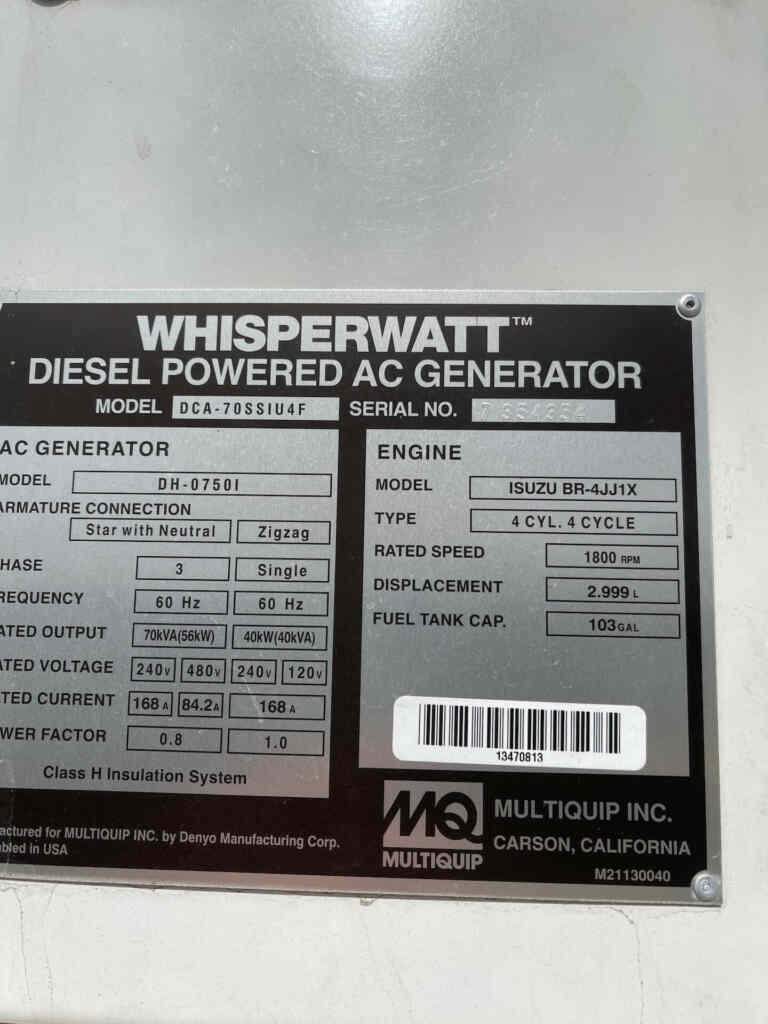 WHISPERWATT™
DIESEL POWERED AC GENERATOR
MODEL DCA-70SSIU4F SERIAL NO. 7354354
AC GENERATOR
MODEL DH-0750I
ARMATURE CONNECTION
Star with Neutral Zigzag
HASE 3 Single
REQUENCY 60 Hz 60 Hz
ATED OUTPUT 70kVA(56kW) 40kW(40kVA)
ATED VOLTAGE 240V 480V 240V 120V
TED CURRENT 168 A 84.2A 168 A
WER FACTOR 0.8 1.0
Class H Insulation System
ENGINE
MODEL ISUZU BR-4JJ1X
TYPE 4 CYL. 4 CYCLE
RATED SPEED 1800 RPM
DISPLACEMENT 2.999 L
FUEL TANK CAP. 103GAL
13470813
actured for MULTIQUIP INC. by Denyo Manufacturing Corp.
bled in USA
MQ
MULTIQUIP
MULTIQUIP INC.
CARSON, CALIFORNIA
M21130040